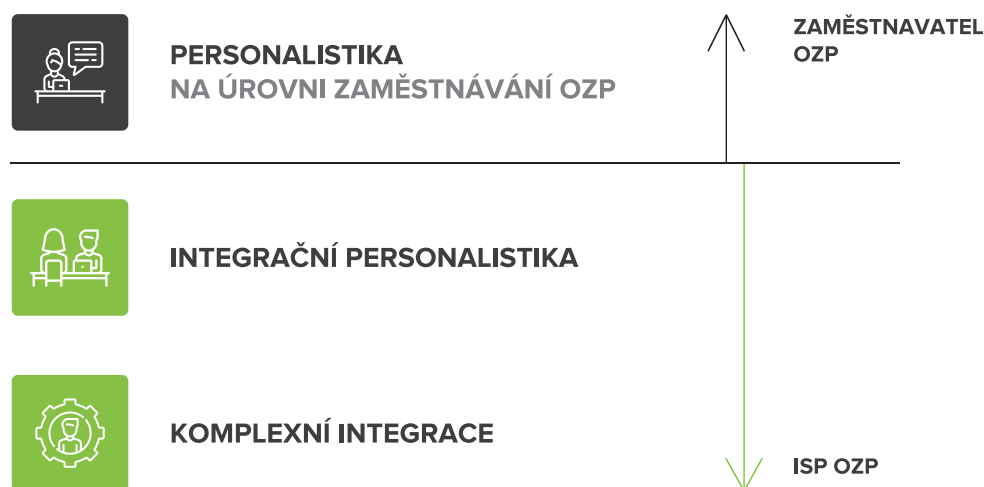 PERSONALISTIKA
NA ÚROVNI ZAMĚSTNÁVÁNÍ OZP
ZAMĚSTNAVATEL
OZP
INTEGRAČNÍ PERSONALISTIKA
KOMPLEXNÍ INTEGRACE
ISP OZP